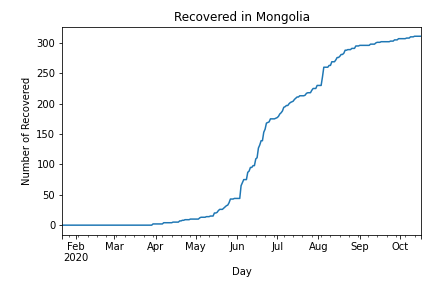 Recovered in Mongolia
Number of Recovered
300
250
200
150
100
50
0
Feb Mar Apr May Jun Jul Aug Sep Oct
2020
Day